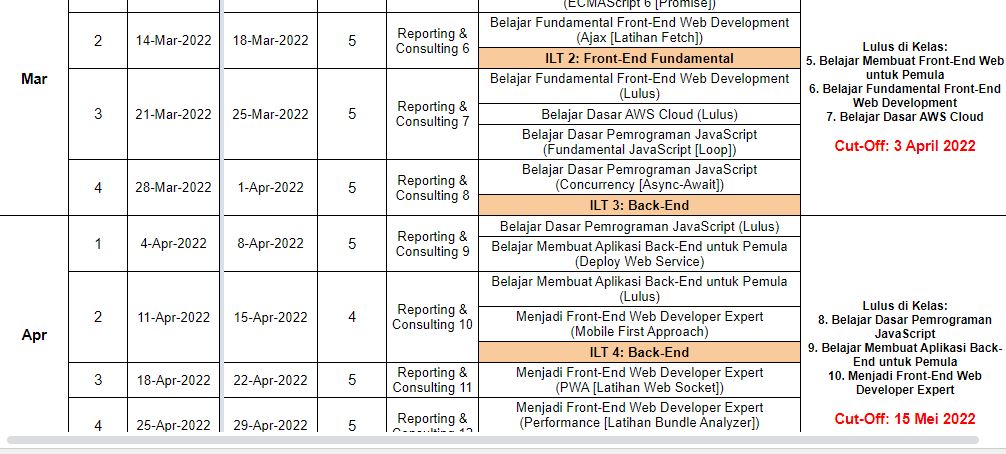 (ECMAScript 6 [Promise])
Mar
2
14-Mar-2022
18-Mar-2022
5
Reporting &
Consulting 6
Belajar Fundamental Front-End Web Development
(Ajax [Latihan Fetch])
ILT 2: Front-End Fundamental
3
21-Mar-2022
25-Mar-2022
5
Reporting &
Consulting 7
Belajar Fundamental Front-End Web Development
(Lulus)
Belajar Dasar AWS Cloud (Lulus)
Belajar Dasar Pemrograman JavaScript
(Fundamental JavaScript [Loop])
4
28-Mar-2022
1-Apr-2022
5
Reporting &
Consulting 8
Belajar Dasar Pemrograman JavaScript
(Concurrency [Async-Await])
ILT 3: Back-End
Lulus di Kelas:
5. Belajar Membuat Front-End Web
untuk Pemula
6. Belajar Fundamental Front-End
Web Development
7. Belajar Dasar AWS Cloud
Cut-Off: 3 April 2022
Apr
1
4-Apr-2022
8-Apr-2022
5
Reporting &
Consulting 9
Belajar Dasar Pemrograman JavaScript (Lulus)
Belajar Membuat Aplikasi Back-End untuk Pemula
(Deploy Web Service)
2
11-Apr-2022
15-Apr-2022
4
Reporting &
Consulting 10
Belajar Membuat Aplikasi Back-End untuk Pemula
(Lulus)
Menjadi Front-End Web Developer Expert
(Mobile First Approach)
ILT 4: Back-End
3
18-Apr-2022
22-Apr-2022
5
Reporting &
Consulting 11
Menjadi Front-End Web Developer Expert
(PWA [Latihan Web Socket])
4
25-Apr-2022
29-Apr-2022
5
Reporting &
Consulting 12
Menjadi Front-End Web Developer Expert
(Performance [Latihan Bundle Analyzer])
Lulus di Kelas:
8. Belajar Dasar Pemrograman
JavaScript
9. Belajar Membuat Aplikasi Back-
End untuk Pemula
10. Menjadi Front-End Web
Developer Expert
Cut-Off: 15 Mei 2022